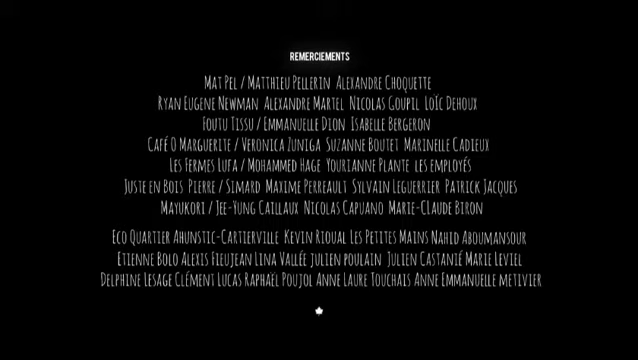 REMERCIEMENTS
MAT PEL / MATTHIEU PELLERIN ALEXANDRE CHOQUETTE
RYAN EUGENE NEWMAN ALEXANDRE MARTEL NICOLAS GOUPIL LOÏC DEHOUX
FOUTU TISSU / EMMANUELLE DION ISABELLE BERGERON
CAFÉ O MARGUERITE / VERONICA ZUNIGA SUZANNE BOUTET MARINELLE CADIEUX
LES FERMES LUFA / MOHAMMED HAGE YOURIANNE PLANTE LES EMPLOYÉS
JUSTE EN BOIS PIERRE / SIMARD MAXIME PERREAULT SYLVAIN LEGUERRIER PATRICK JACQUES
MAYUKORI / JEE-YUNG CAILLAUX NICOLAS CAPUANO MARIE-CLAUDE BIRON
ECO QUARTIER AHUNSTIC-CARTIERVILLE KEVIN RIOUAL LES PETITES MAINS NAHID ABOUMANSOUR
ETIENNE BOLO ALEXIS FIEUJEAN LINA VALLÉE JULIEN POULAIN JULIEN CASTANIÉ MARIE LEVIEL
DELPHINE LESAGE CLÉMENT LUCAS RAPHAËL POUJOL ANNE LAURE TOUCHAIS ANNE EMMANUELLE METIVIER